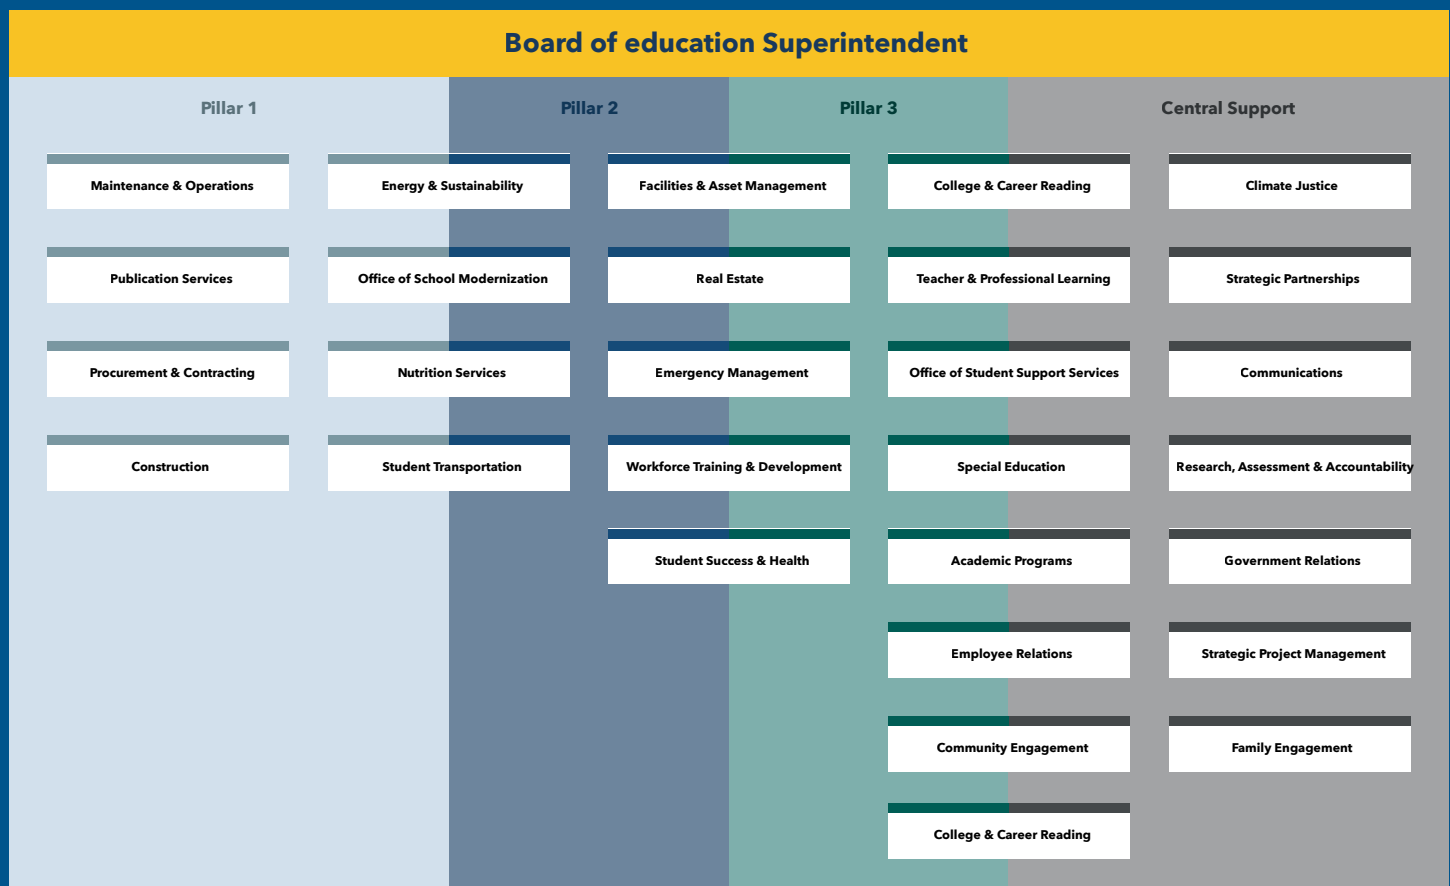 Board of education Superintendent
Pillar 1
Pillar 2
Pillar 3
Central Support
Maintenance & Operations
Energy & Sustainability
Facilities & Asset Management
College & Career Reading
Climate Justice
Publication Services
Office of School Modernization
Real Estate
Teacher & Professional Learning
Strategic Partnerships
Procurement & Contracting
Nutrition Services
Emergency Management
Office of Student Support Services
Communications
Construction
Student Transportation
Workforce Training & Development
Special Education
Research, Assessment & Accountability
Student Success & Health
Academic Programs
Government Relations
Employee Relations
Strategic Project Management
Community Engagement
Family Engagement
College & Career Reading